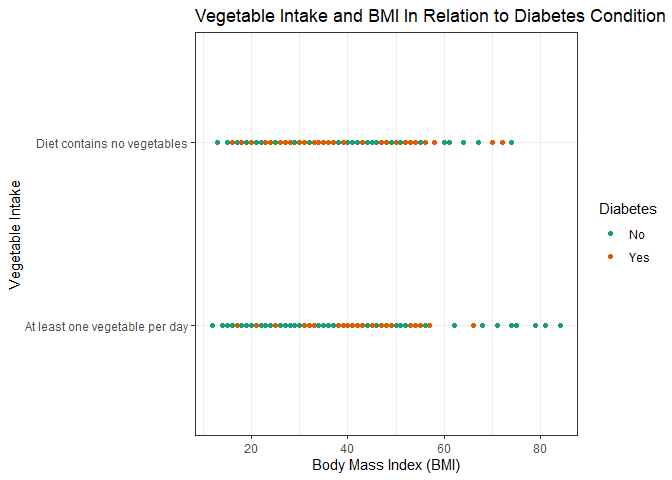 Vegetable Intake and BMI In Relation to Diabetes Condition
Vegetable Intake
Diet contains no vegetables
At least one vegetable per day
20 40 60 80
Body Mass Index (BMI)
Diabetes
No
Yes